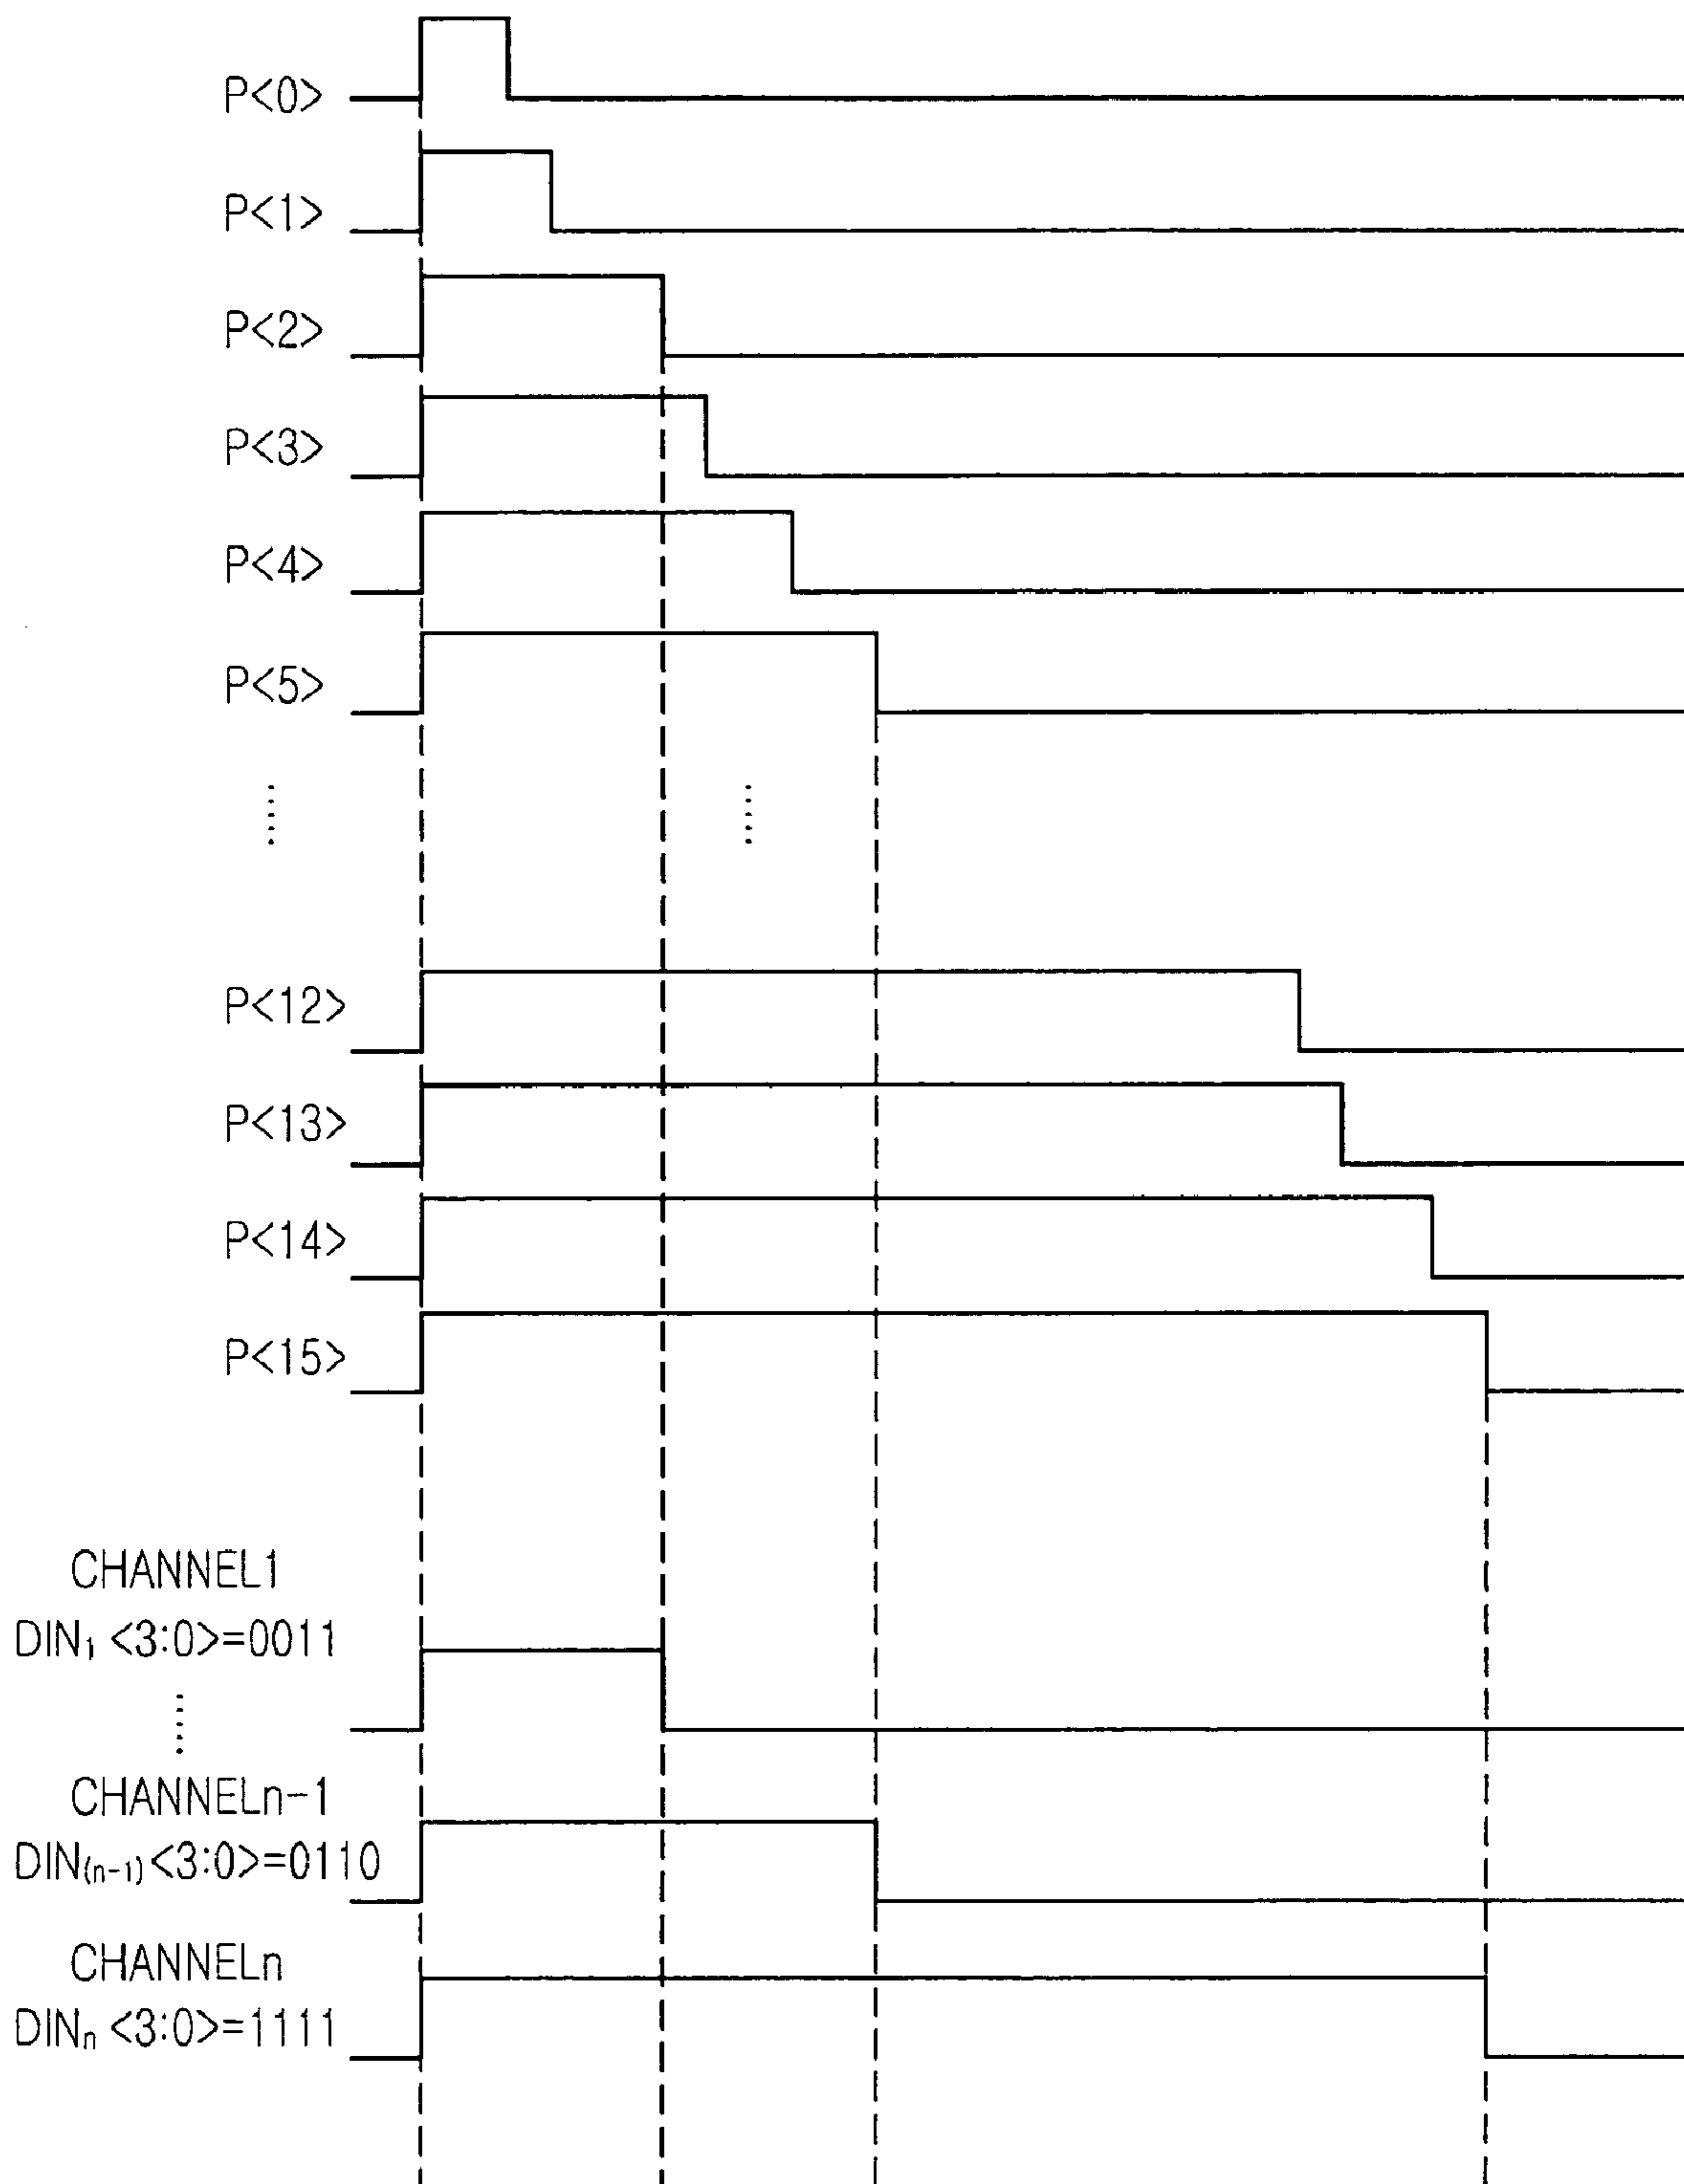 P<0>
P<1>
P<2>
P<3>
P<4>
P<5>
P<12>
P<13>
P<14>
P<15>
CHANNEL1
DIN₁ <3:0>=0011
CHANNELn-1
DIN₍ₙ₋₁₎<3:0>=0110
CHANNELn
DINₙ <3:0>=1111